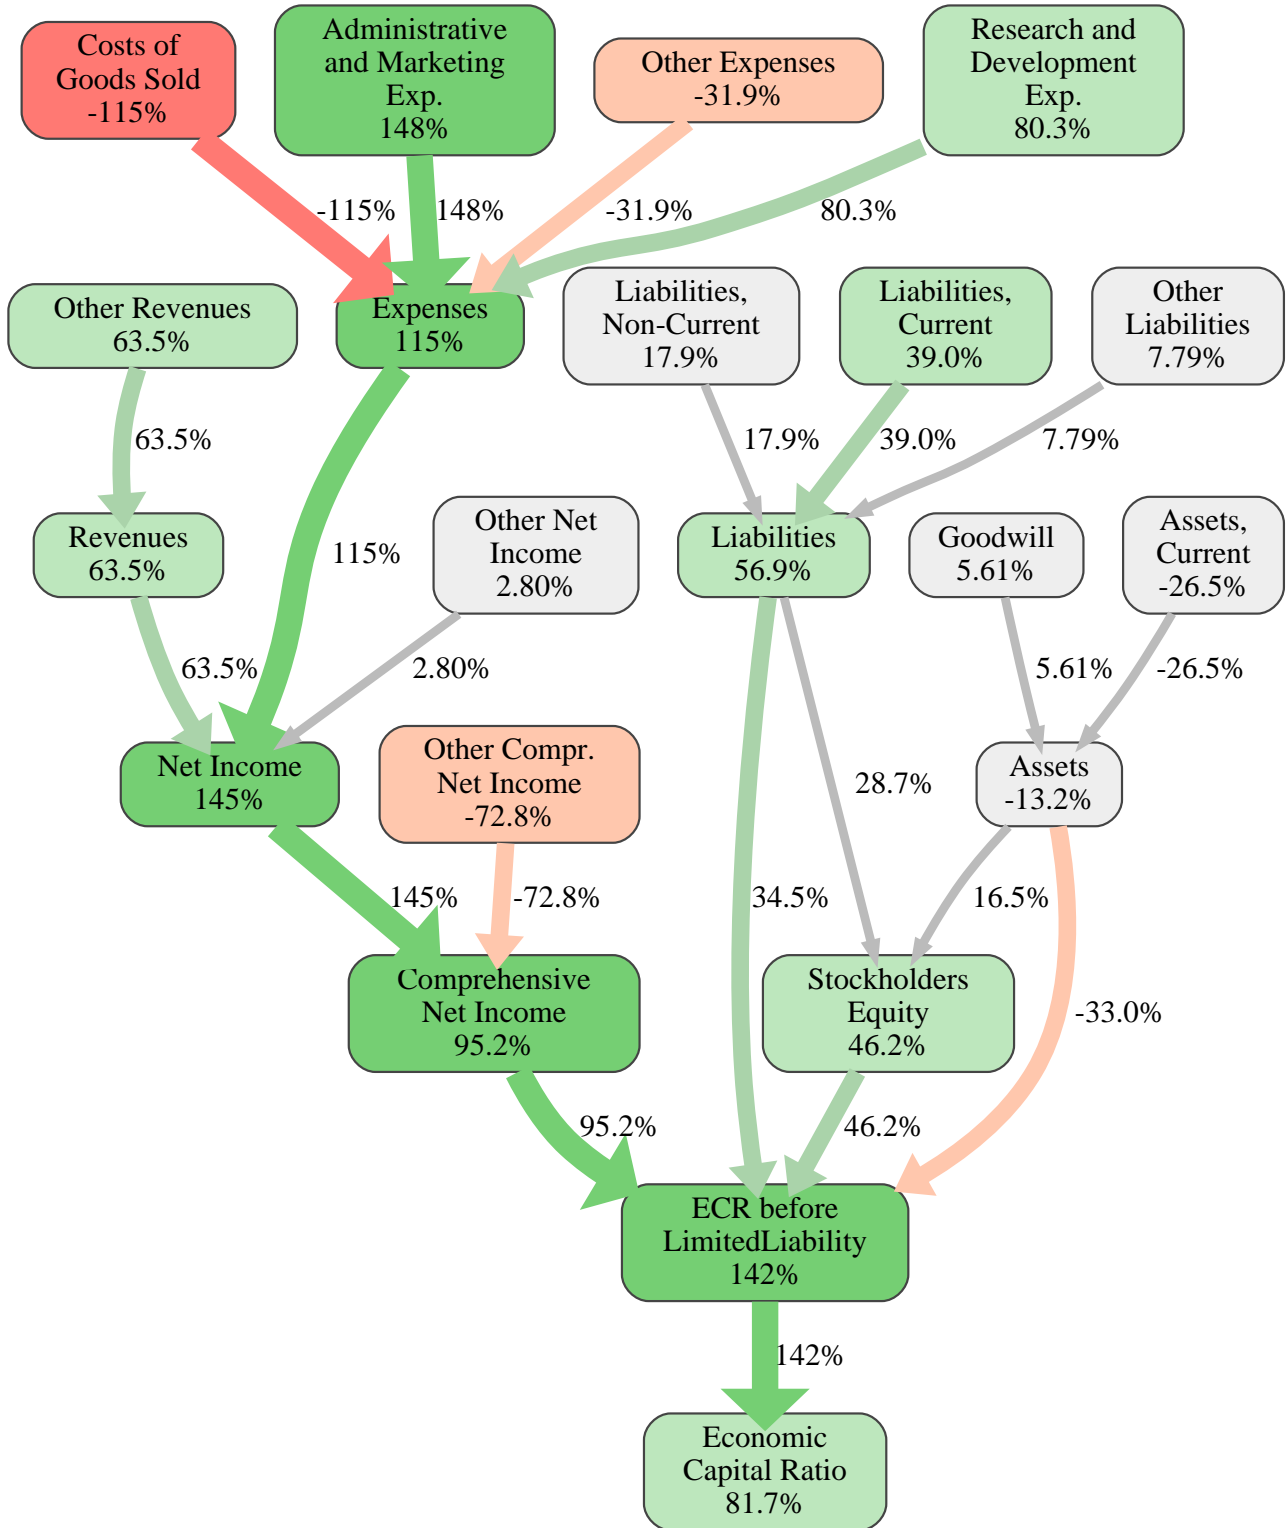 Costs of
Goods Sold
-115%
Administrative
and Marketing
Exp.
148%
Other Expenses
-31.9%
Research and
Development
Exp.
80.3%
-115%
148%
-31.9%
80.3%
Other Revenues
63.5%
Expenses
115%
Liabilities,
Non-Current
17.9%
Liabilities,
Current
39.0%
Other
Liabilities
7.79%
63.5%
17.9%
39.0%
7.79%
Revenues
63.5%
115%
Other Net
Income
2.80%
Liabilities
56.9%
Goodwill
5.61%
Assets,
Current
-26.5%
63.5%
2.80%
5.61%
-26.5%
Net Income
145%
Other Compr.
Net Income
-72.8%
28.7%
Assets
-13.2%
145%
-72.8%
34.5%
16.5%
Comprehensive
Net Income
95.2%
Stockholders
Equity
46.2%
-33.0%
95.2%
46.2%
ECR before
LimitedLiability
142%
142%
Economic
Capital Ratio
81.7%